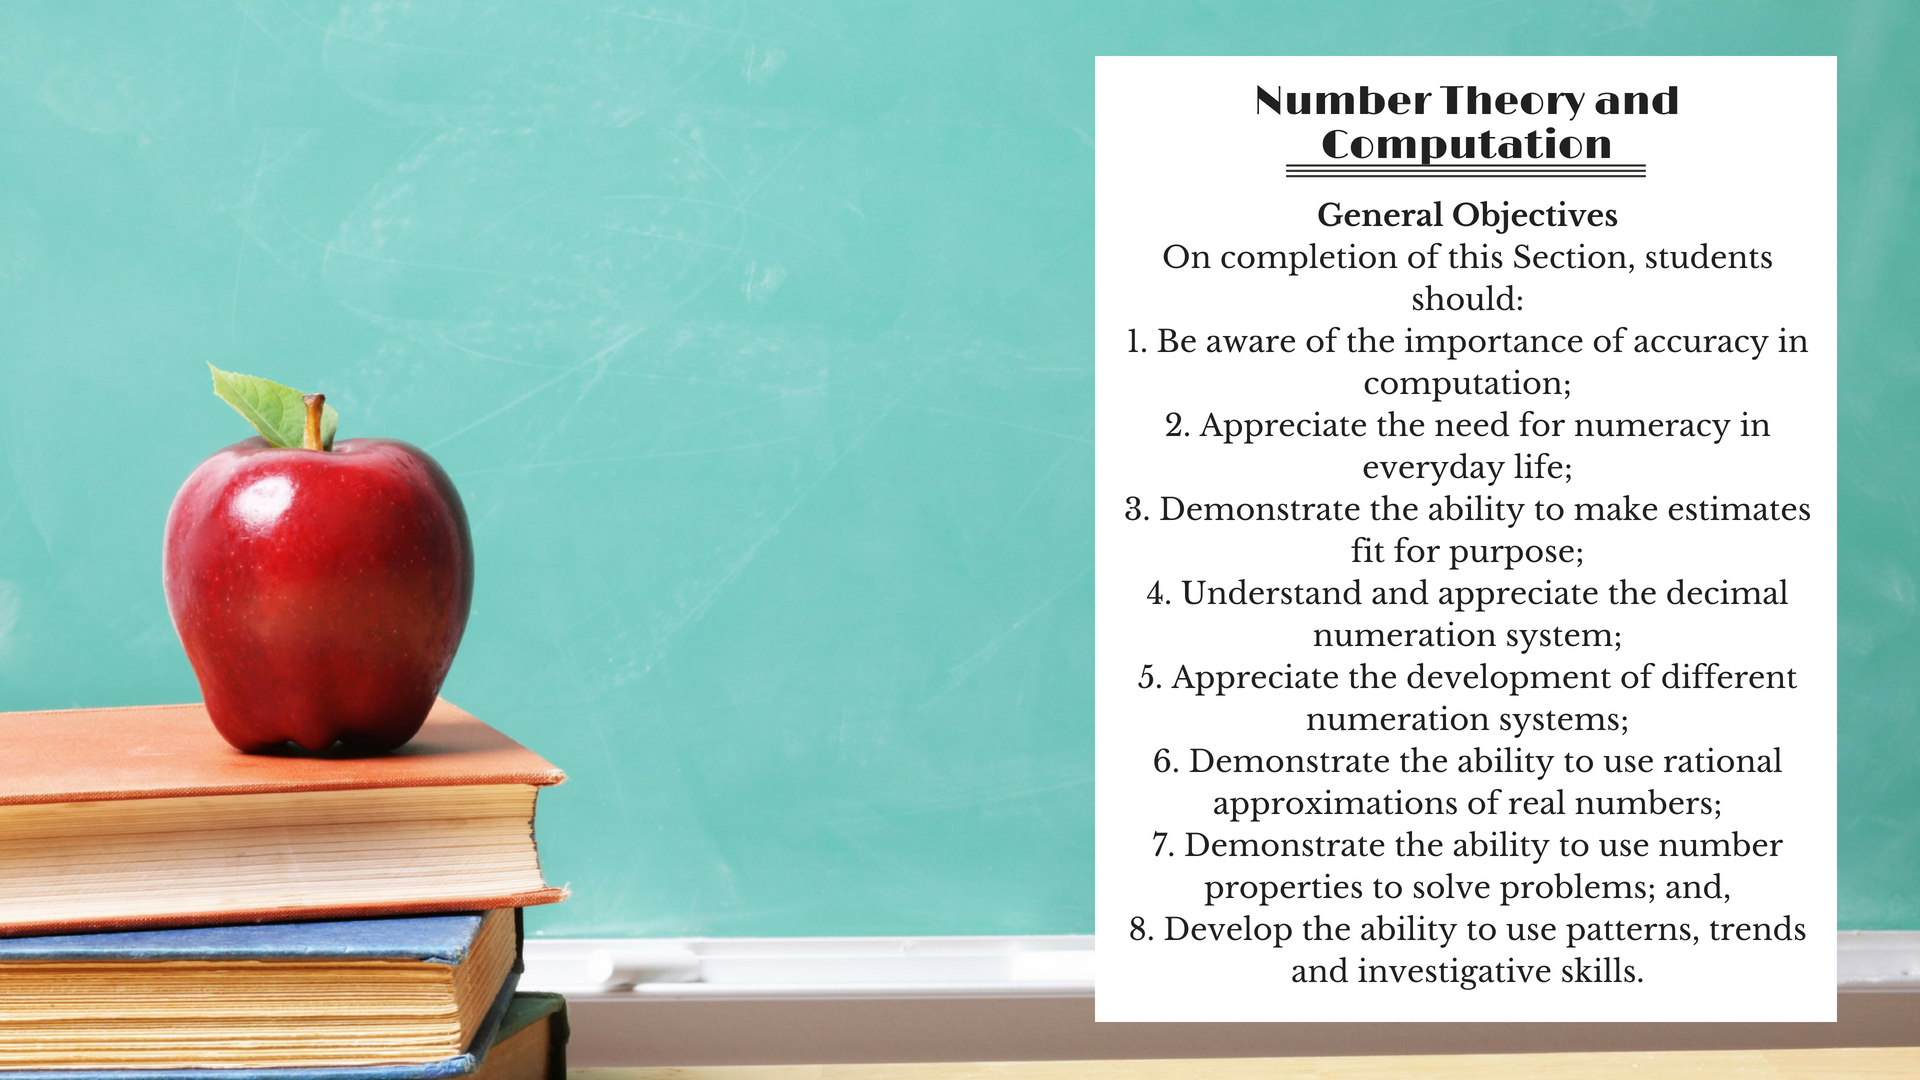 Number Theory and
Computation
General Objectives
On completion of this Section, students
should:
1. Be aware of the importance of accuracy in
computation;
2. Appreciate the need for numeracy in
everyday life;
3. Demonstrate the ability to make estimates
fit for purpose;
4. Understand and appreciate the decimal
numeration system;
5. Appreciate the development of different
numeration systems;
6. Demonstrate the ability to use rational
approximations of real numbers;
7. Demonstrate the ability to use number
properties to solve problems; and,
8. Develop the ability to use patterns, trends
and investigative skills.